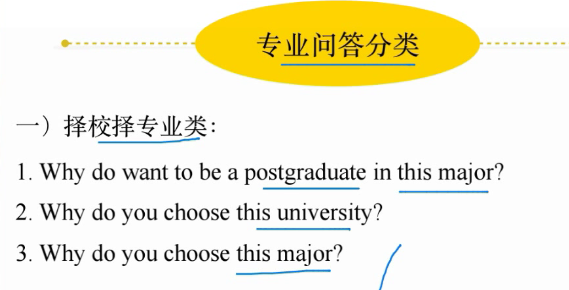 专业问答分类
一）择校择专业类：
1. Why do want to be a postgraduate in this major?
2. Why do you choose this university?
3. Why do you choose this major?